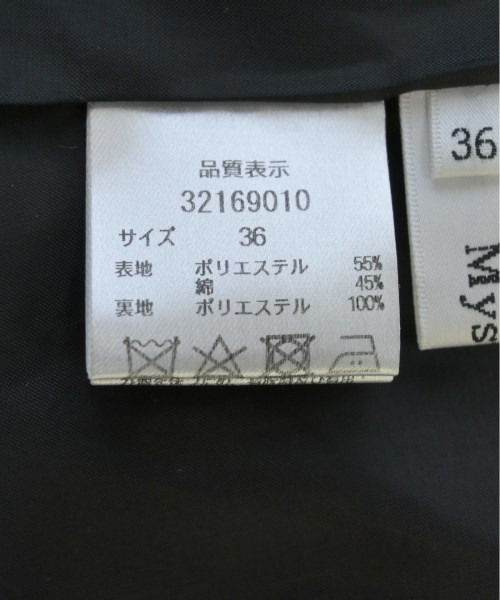 品質表示
32169010
サイズ 36
表地 ポリエステル 55%
綿 45%
裏地 ポリエステル 100%
36
MYS